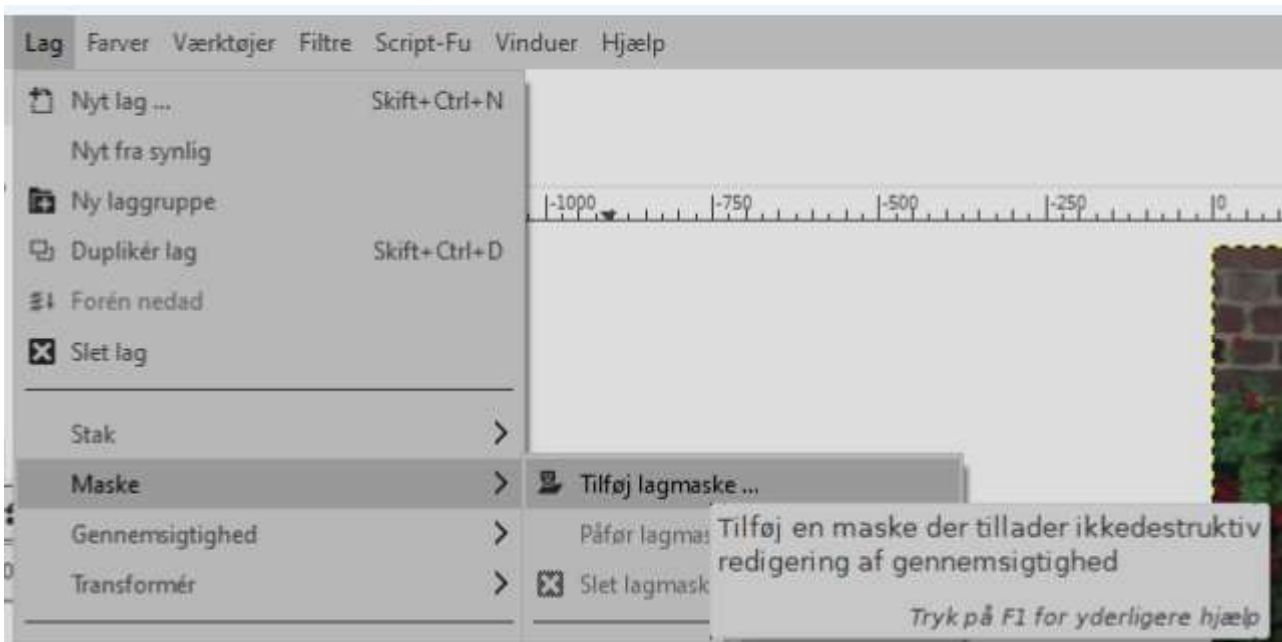 Lag Farver Værktøjer Filtre Script-Fu Vinduer Hjælp
Nyt lag ... Skift+Ctrl+N
Nyt fra synlig
Ny laggruppe
Duplikér lag Skift+Ctrl+D
Forén nedad
Slet lag
-1000 -750 -500 -250 0
Stak
Maske
Tilføj lagmaske ...
Gennemsigtighed
Påfør lagmas
Tilføj en maske der tillader ikkedestruktiv
redigering af gennemsigtighed
Transformér
Slet lagmask
Tryk på F1 for yderligere hjælp